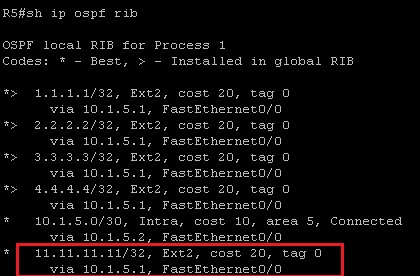 R5#sh ip ospf rib
OSPF local RIB for Process 1
Codes: * - Best, > - Installed in global RIB
*> 1.1.1.1/32, Ext2, cost 20, tag 0
via 10.1.5.1, FastEthernet0/0
*> 2.2.2.2/32, Ext2, cost 20, tag 0
via 10.1.5.1, FastEthernet0/0
*> 3.3.3.3/32, Ext2, cost 20, tag 0
via 10.1.5.1, FastEthernet0/0
*> 4.4.4.4/32, Ext2, cost 20, tag 0
via 10.1.5.1, FastEthernet0/0
* 10.1.5.0/30, Intra, cost 10, area 5, Connected
via 10.1.5.2, FastEthernet0/0
* 11.11.11.11/32, Ext2, cost 20, tag 0
via 10.1.5.1, FastEthernet0/0